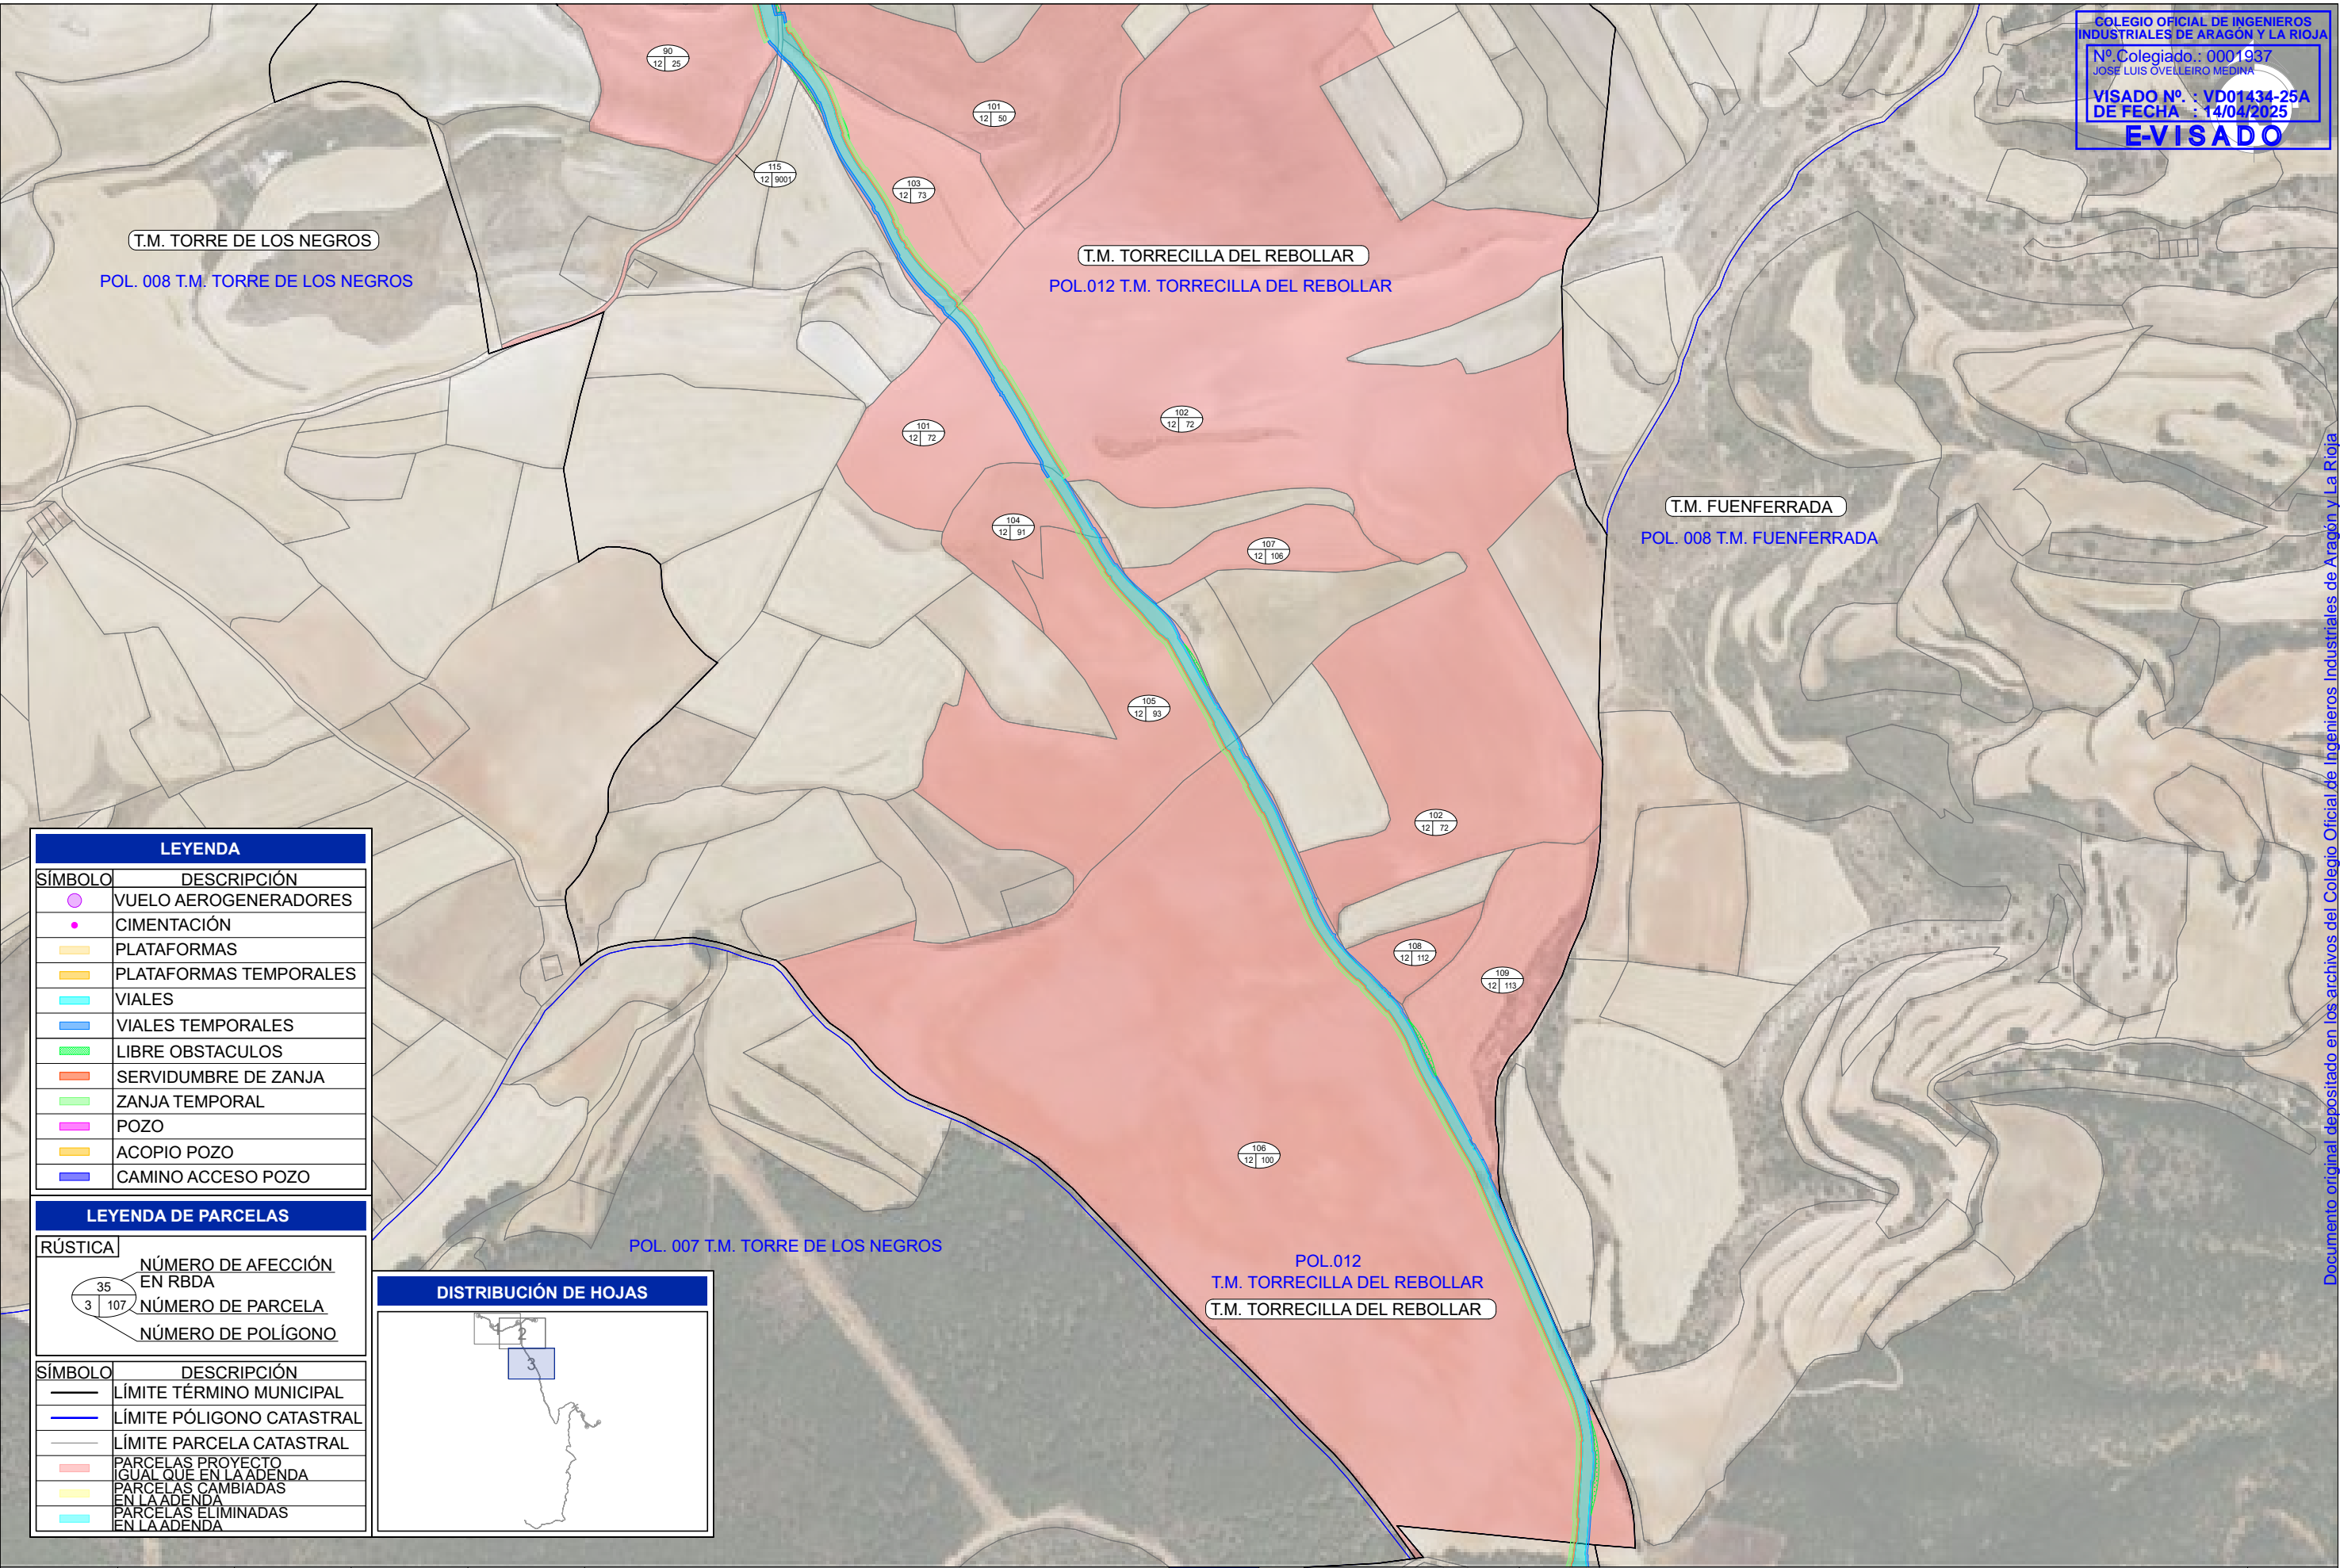 COLEGIO OFICIAL DE INGENIEROS
INDUSTRIALES DE ARAGÓN Y LA RIOJA
Nº.Colegiado.: 0001937
JOSE LUIS OVELLEIRO MEDINA
VISADO Nº. : VD01434-25A
DE FECHA : 14/04/2025
E-VISADO
90
12 25
101
12 50
115
12 9001
103
12 73
T.M. TORRE DE LOS NEGROS
POL. 008 T.M. TORRE DE LOS NEGROS
T.M. TORRECILLA DEL REBOLLAR
POL.012 T.M. TORRECILLA DEL REBOLLAR
102
12 72
101
12 72
104
12 91
107
12 106
T.M. FUENFERRADA
POL. 008 T.M. FUENFERRADA
105
12 93
102
12 72
108
12 112
109
12 113
106
12 100
POL. 007 T.M. TORRE DE LOS NEGROS
POL.012
T.M. TORRECILLA DEL REBOLLAR
T.M. TORRECILLA DEL REBOLLAR
LEYENDA
SÍMBOLO DESCRIPCIÓN
VUELO AEROGENERADORES
CIMENTACIÓN
PLATAFORMAS
PLATAFORMAS TEMPORALES
VIALES
VIALES TEMPORALES
LIBRE OBSTACULOS
SERVIDUMBRE DE ZANJA
ZANJA TEMPORAL
POZO
ACOPIO POZO
CAMINO ACCESO POZO
LEYENDA DE PARCELAS
RÚSTICA
NÚMERO DE AFECCIÓN
EN RBDA
35
3 107
NÚMERO DE PARCELA
NÚMERO DE POLÍGONO
SÍMBOLO DESCRIPCIÓN
LÍMITE TÉRMINO MUNICIPAL
LÍMITE PÓLIGONO CATASTRAL
LÍMITE PARCELA CATASTRAL
PARCELAS PROYECTO
IGUAL QUE EN LA ADENDA
PARCELAS CAMBIADAS
EN LA ADENDA
PARCELAS ELIMINADAS
EN LA ADENDA
DISTRIBUCIÓN DE HOJAS
1
2
3
Documento original depositado en los archivos del Colegio Oficial de Ingenieros Industriales de Aragón y La Rioja